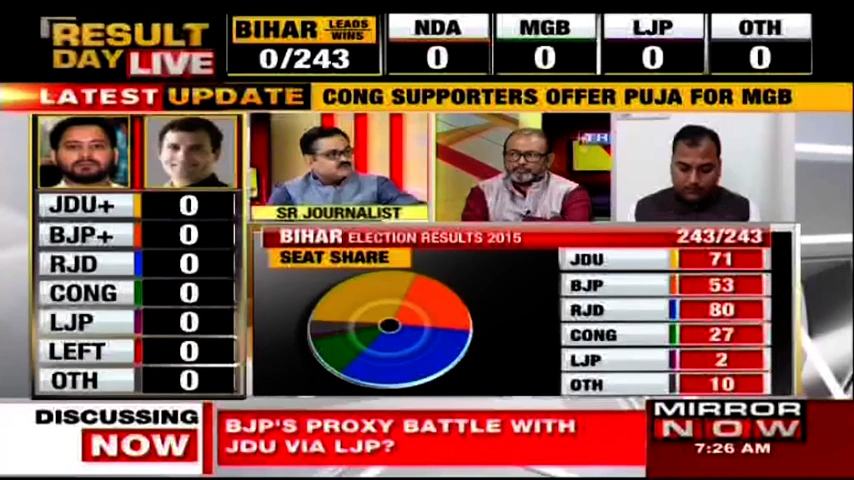 RESULT
DAY LIVE
BIHAR LEADS WINS
0/243
NDA
0
MGB
0
LJP
0
OTH
0
LATEST UPDATE
CONG SUPPORTERS OFFER PUJA FOR MGB
JDU+ 0
BJP+ 0
RJD 0
CONG 0
LJP 0
LEFT 0
OTH 0
SR JOURNALIST
TH
BIHAR ELECTION RESULTS 2015 243/243
SEAT SHARE
JDU 71
BJP 53
RJD 80
CONG 27
LJP 2
OTH 10
DISCUSSING
NOW
BJP'S PROXY BATTLE WITH
JDU VIA LJP?
MIRROR
NOW
7:26 AM